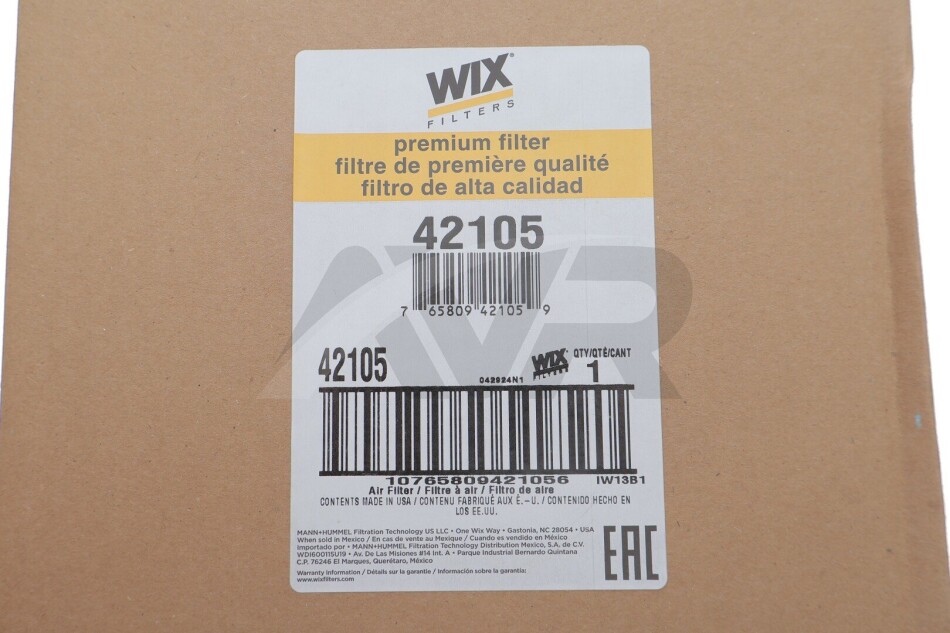 WIX®
FILTERS
premium filter
filtre de première qualité
filtro de alta calidad
42105
7 65809 42105 9
AVR
42105
042924N1
WIX
FILTERS
QTY/QTÉ/CANT
1
10765809421056
IW13B1
Air Filter / Filtre à air / Filtro de aire
CONTENTS MADE IN USA / CONTENU FABRIQUÉ AUX É.-U. / CONTENIDO HECHO EN
LOS EE.UU.
MANN+HUMMEL Filtration Technology US LLC • One Wix Way • Gastonia, NC 28054 • USA
When sold in Mexico / En cas de vente au Mexique / Cuando es vendido en México
Importado por • MANN+HUMMEL Filtration Technology Distribution Mexico, S.A. de C.V.
WDI600115U19 • Av. De Las Misiones #14 Int. A • Parque Industrial Bernardo Quintana
C.P. 76246 El Marques, Querétaro, México
Warranty information / Détails sur la garantie / Información sobre la garantía
www.wixfilters.com
EAC